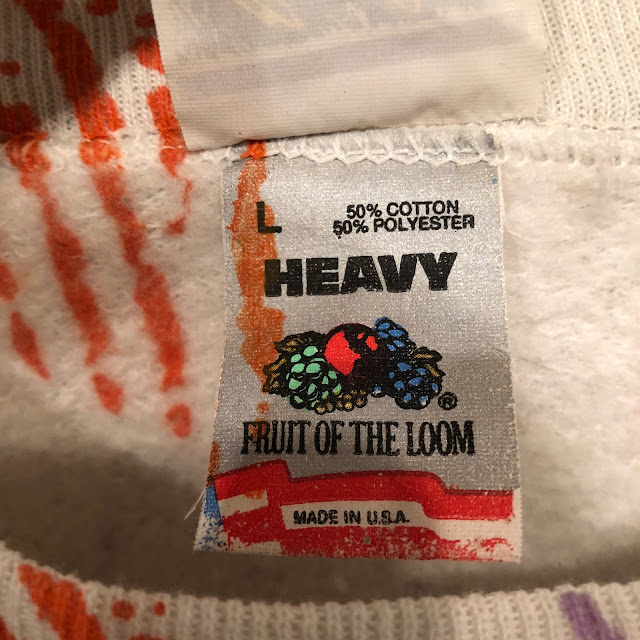 L
50% COTTON
50% POLYESTER
HEAVY
®
FRUIT OF THE LOOM
MADE IN U.S.A.